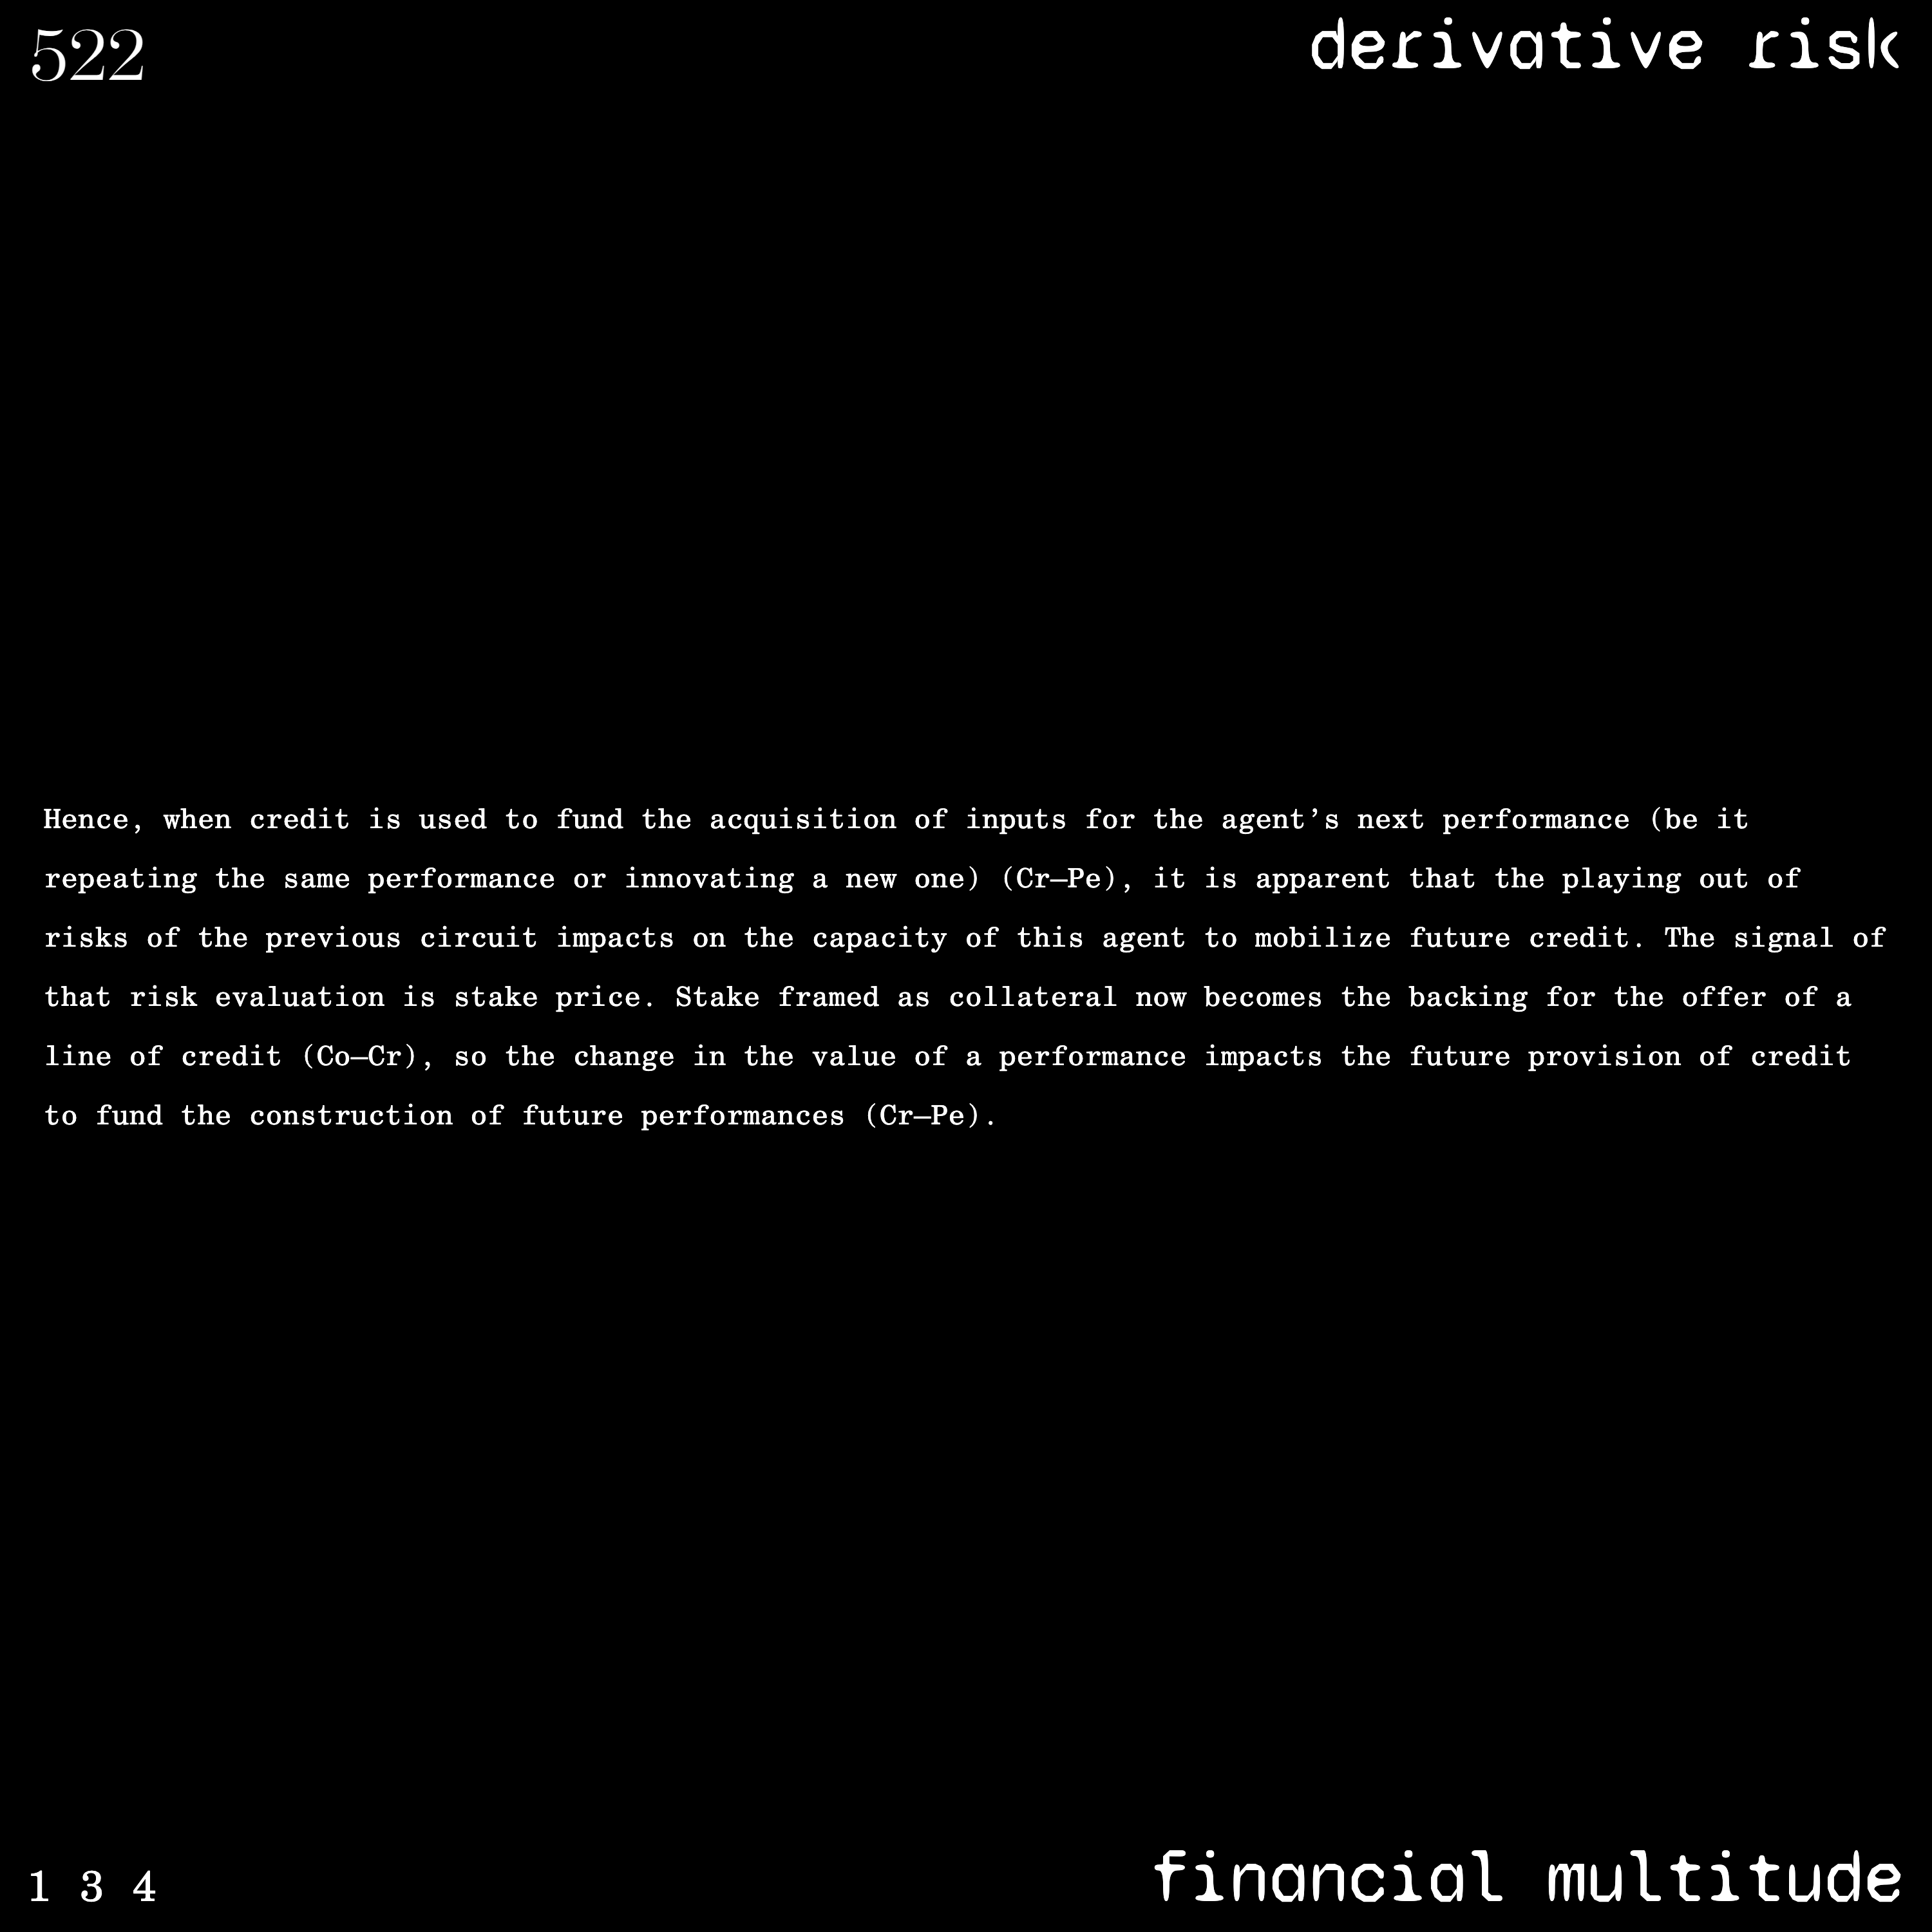 522
derivative risk
Hence, when credit is used to fund the acquisition of inputs for the agent’s next performance (be it
repeating the same performance or innovating a new one) (Cr—Pe), it is apparent that the playing out of
risks of the previous circuit impacts on the capacity of this agent to mobilize future credit. The signal of
that risk evaluation is stake price. Stake framed as collateral now becomes the backing for the offer of a
line of credit (Co—Cr), so the change in the value of a performance impacts the future provision of credit
to fund the construction of future performances (Cr—Pe).
1 3 4
financial multitude